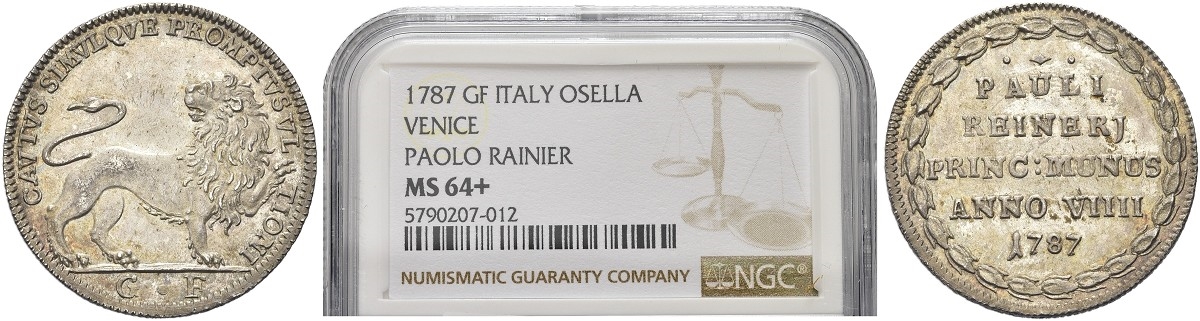 CAVTVS SIMVLQVE PROMPTVS VLTIONI
C · F
1787 GF ITALY OSELLA
VENICE
PAOLO RAINIER
MS 64+
5790207-012
NUMISMATIC GUARANTY COMPANY
NGC®
PAULI
REINERJ
PRINC:MUNUS
ANNO.VIIII
1787